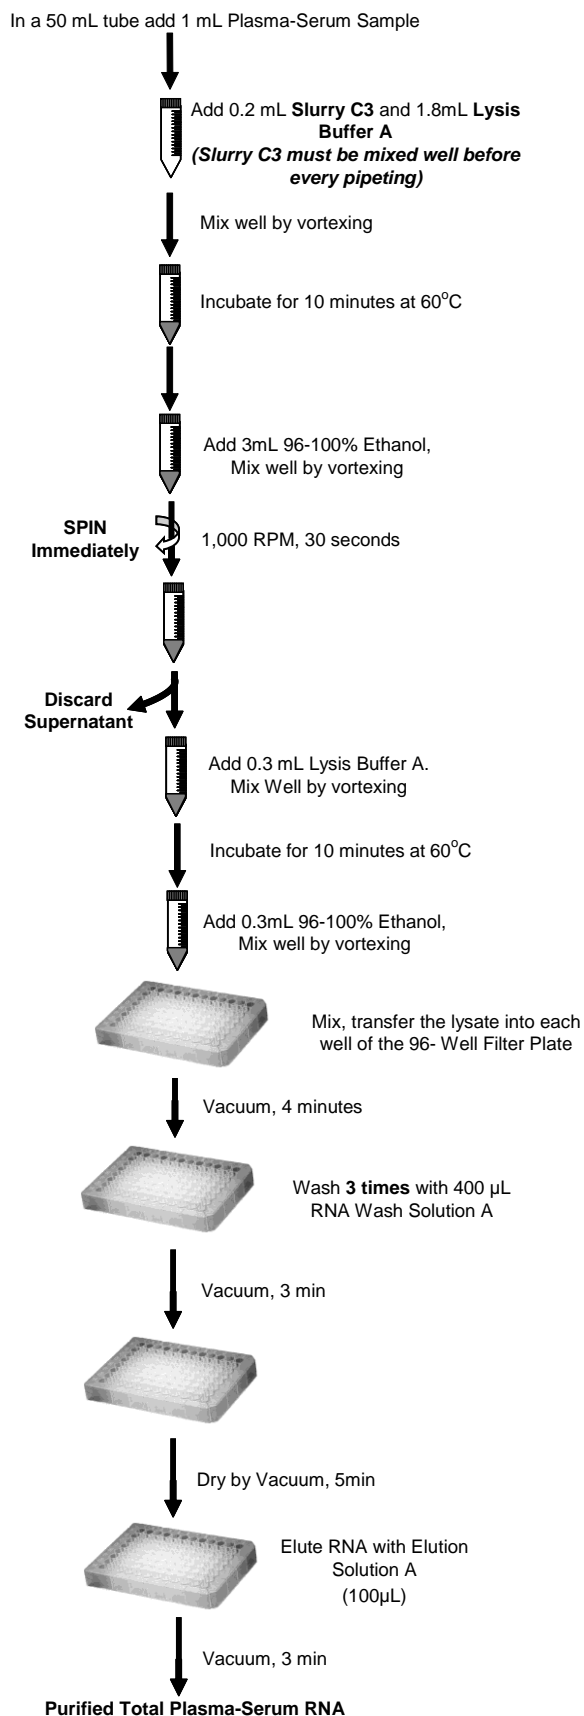 In a 50 mL tube add 1 mL Plasma-Serum Sample
Add 0.2 mL Slurry C3 and 1.8mL Lysis
Buffer A
(Slurry C3 must be mixed well before
every pipeting)
Mix well by vortexing
Incubate for 10 minutes at 60°C
Add 3mL 96-100% Ethanol,
Mix well by vortexing
SPIN
Immediately
1,000 RPM, 30 seconds
Discard
Supernatant
Add 0.3 mL Lysis Buffer A.
Mix Well by vortexing
Incubate for 10 minutes at 60°C
Add 0.3mL 96-100% Ethanol,
Mix well by vortexing
Mix, transfer the lysate into each
well of the 96- Well Filter Plate
Vacuum, 4 minutes
Wash 3 times with 400 µL
RNA Wash Solution A
Vacuum, 3 min
Dry by Vacuum, 5min
Elute RNA with Elution
Solution A
(100µL)
Vacuum, 3 min
Purified Total Plasma-Serum RNA